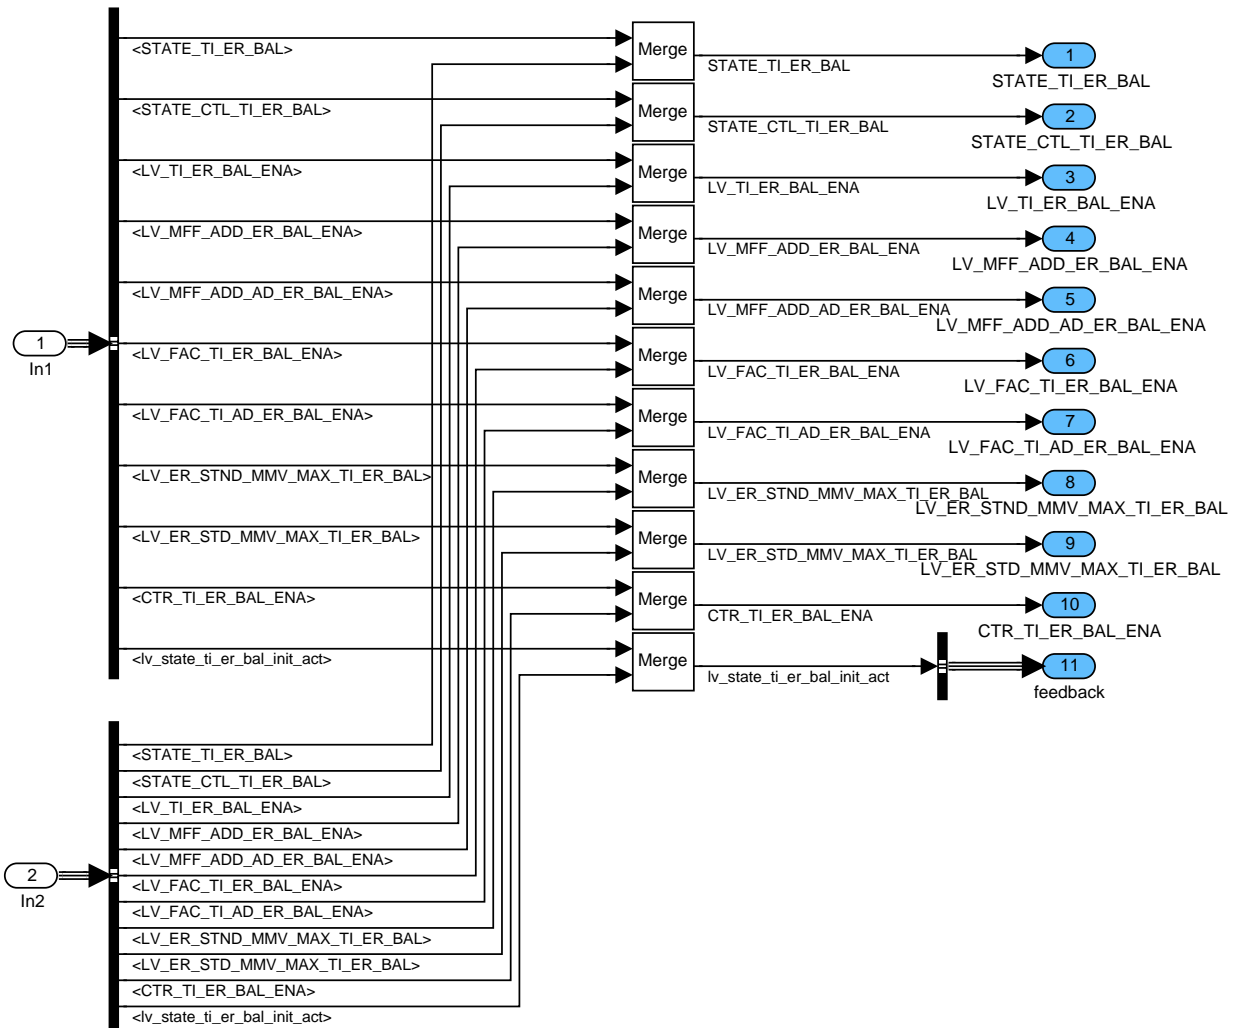 <STATE_TI_ER_BAL>
Merge
STATE_TI_ER_BAL
1
STATE_TI_ER_BAL
<STATE_CTL_TI_ER_BAL>
Merge
STATE_CTL_TI_ER_BAL
2
STATE_CTL_TI_ER_BAL
<LV_TI_ER_BAL_ENA>
Merge
LV_TI_ER_BAL_ENA
3
LV_TI_ER_BAL_ENA
<LV_MFF_ADD_ER_BAL_ENA>
Merge
LV_MFF_ADD_ER_BAL_ENA
4
LV_MFF_ADD_ER_BAL_ENA
<LV_MFF_ADD_AD_ER_BAL_ENA>
Merge
LV_MFF_ADD_AD_ER_BAL_ENA
5
LV_MFF_ADD_AD_ER_BAL_ENA
1
In1
<LV_FAC_TI_ER_BAL_ENA>
Merge
LV_FAC_TI_ER_BAL_ENA
6
LV_FAC_TI_ER_BAL_ENA
<LV_FAC_TI_AD_ER_BAL_ENA>
Merge
LV_FAC_TI_AD_ER_BAL_ENA
7
LV_FAC_TI_AD_ER_BAL_ENA
<LV_ER_STND_MMV_MAX_TI_ER_BAL>
Merge
LV_ER_STND_MMV_MAX_TI_ER_BAL
8
LV_ER_STND_MMV_MAX_TI_ER_BAL
<LV_ER_STD_MMV_MAX_TI_ER_BAL>
Merge
LV_ER_STD_MMV_MAX_TI_ER_BAL
9
LV_ER_STD_MMV_MAX_TI_ER_BAL
<CTR_TI_ER_BAL_ENA>
Merge
CTR_TI_ER_BAL_ENA
10
CTR_TI_ER_BAL_ENA
<lv_state_ti_er_bal_init_act>
Merge
lv_state_ti_er_bal_init_act
11
feedback
<STATE_TI_ER_BAL>
<STATE_CTL_TI_ER_BAL>
<LV_TI_ER_BAL_ENA>
<LV_MFF_ADD_ER_BAL_ENA>
<LV_MFF_ADD_AD_ER_BAL_ENA>
2
In2
<LV_FAC_TI_ER_BAL_ENA>
<LV_FAC_TI_AD_ER_BAL_ENA>
<LV_ER_STND_MMV_MAX_TI_ER_BAL>
<LV_ER_STD_MMV_MAX_TI_ER_BAL>
<CTR_TI_ER_BAL_ENA>
<lv_state_ti_er_bal_init_act>